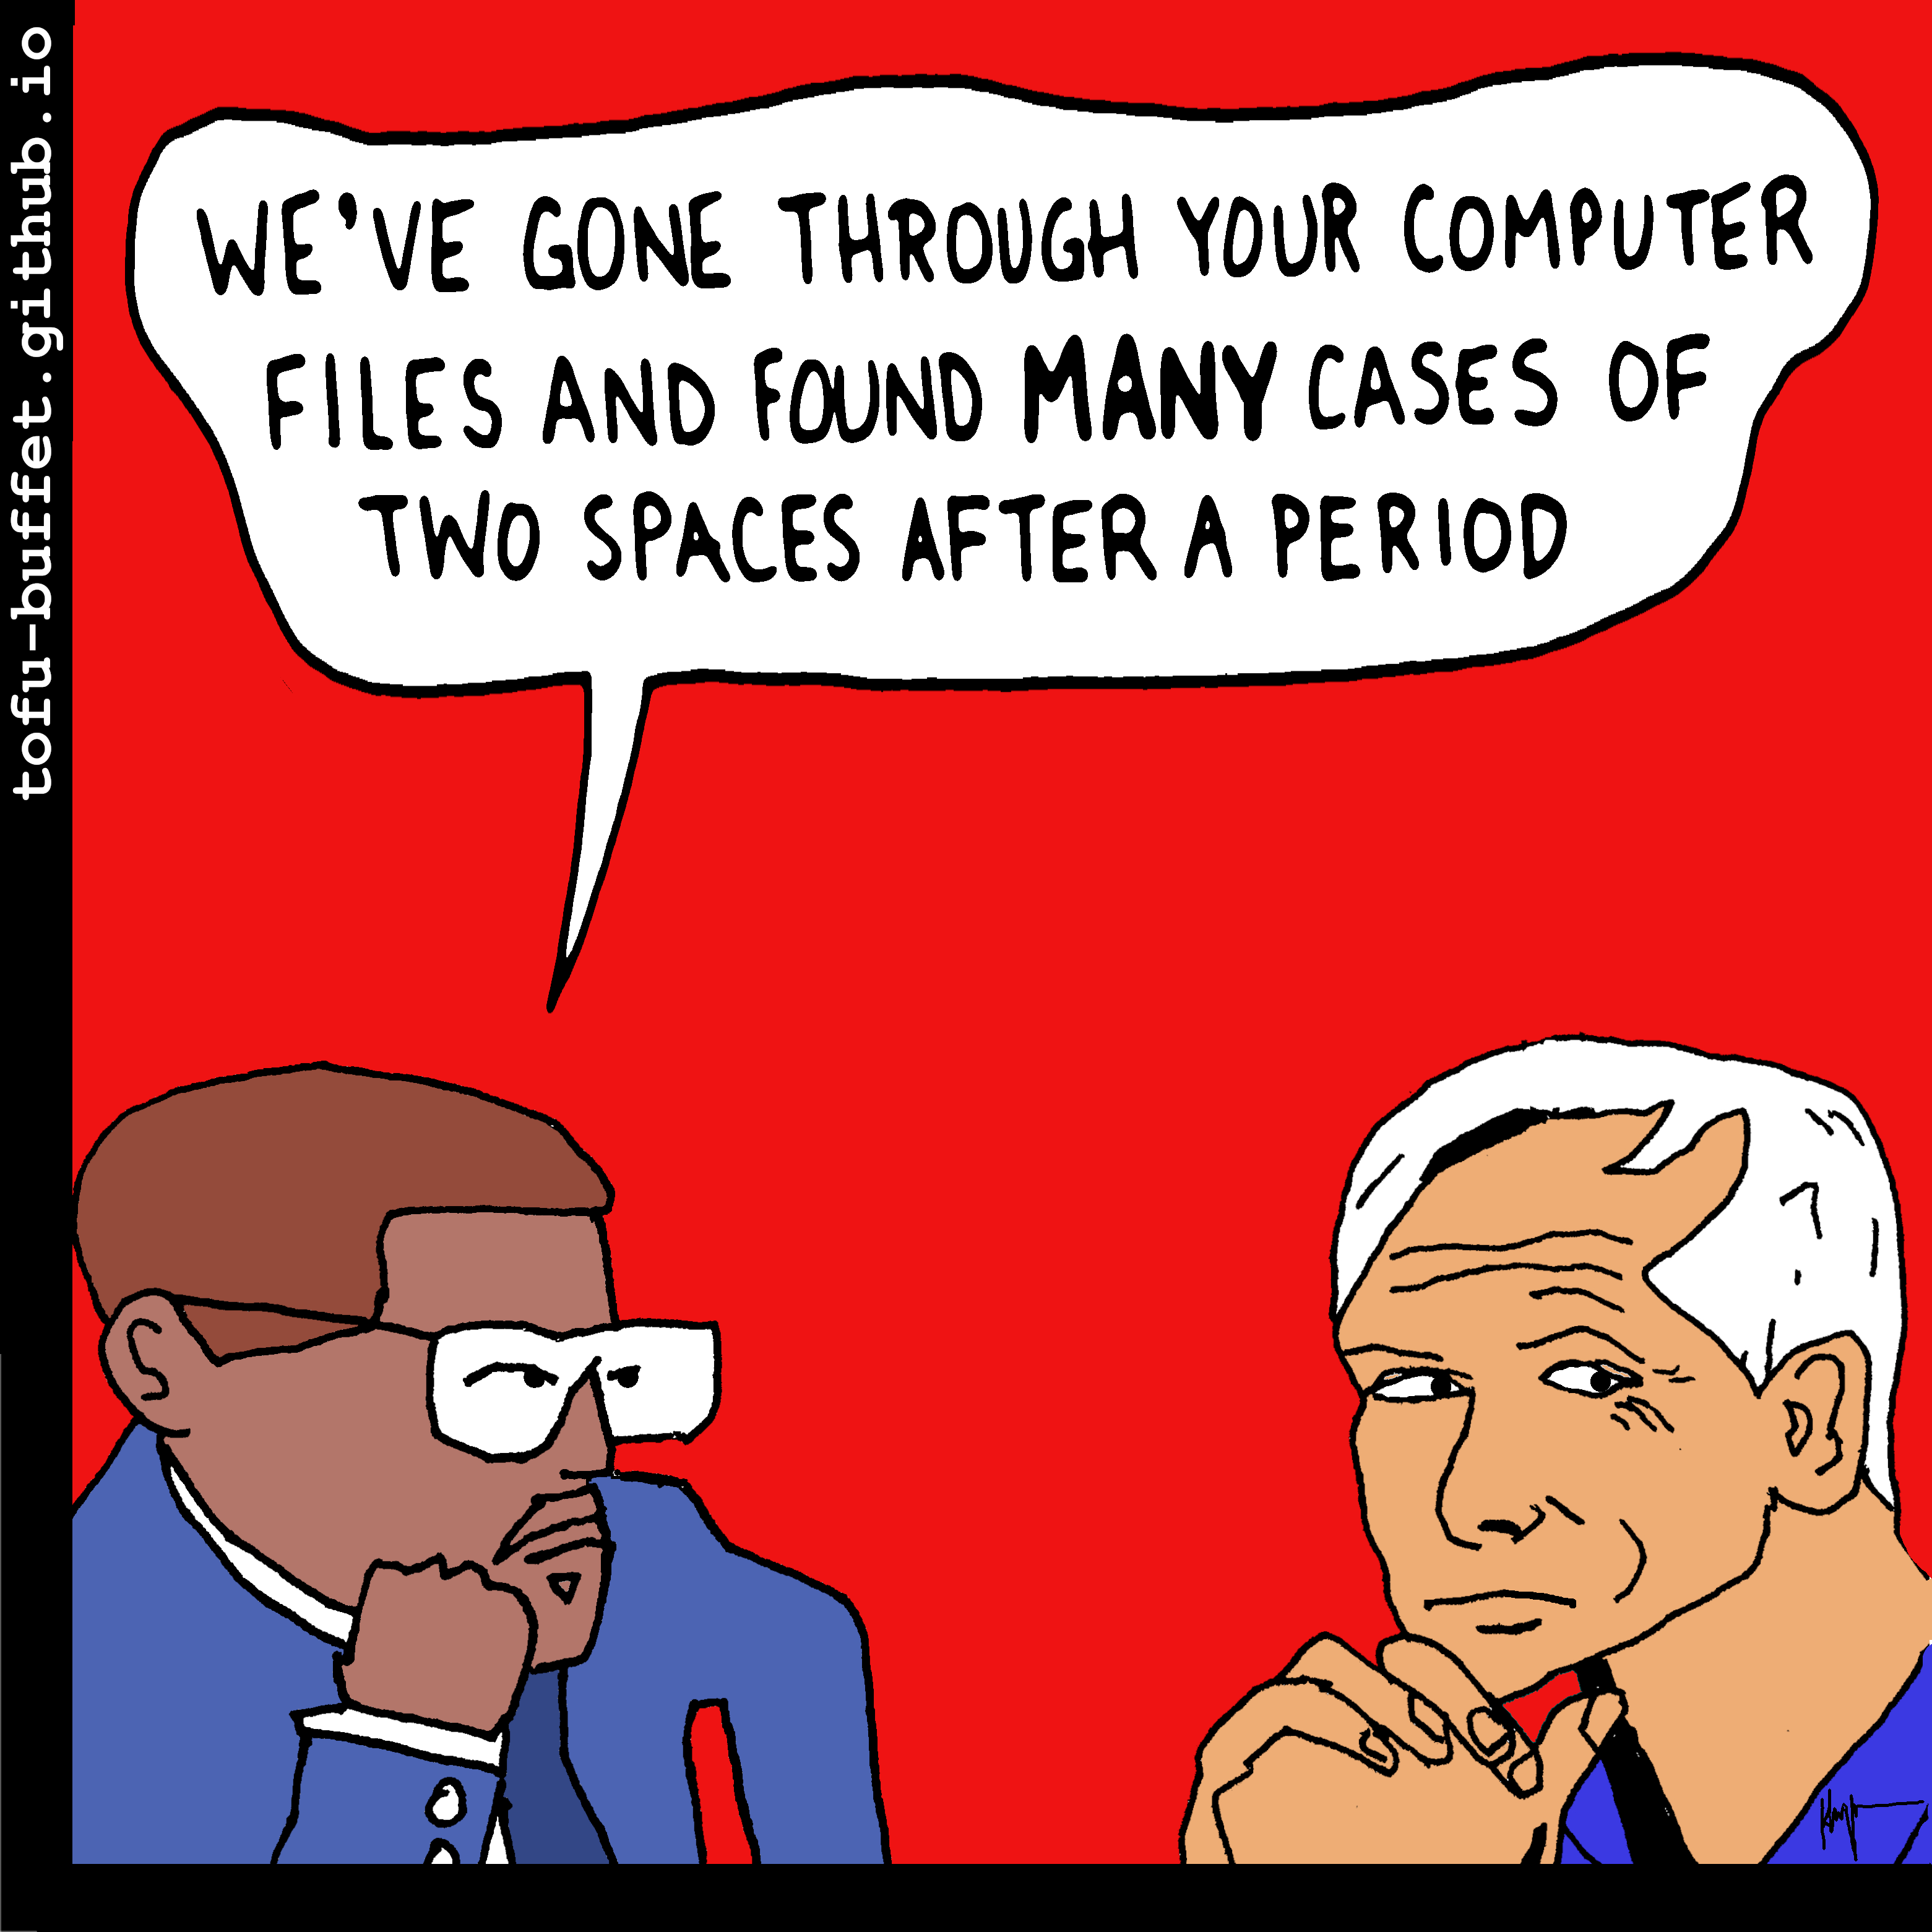 tofu-buffet.github.io
WE'VE GONE THROUGH YOUR COMPUTER
FILES AND FOUND MANY CASES OF
TWO SPACES AFTER A PERIOD